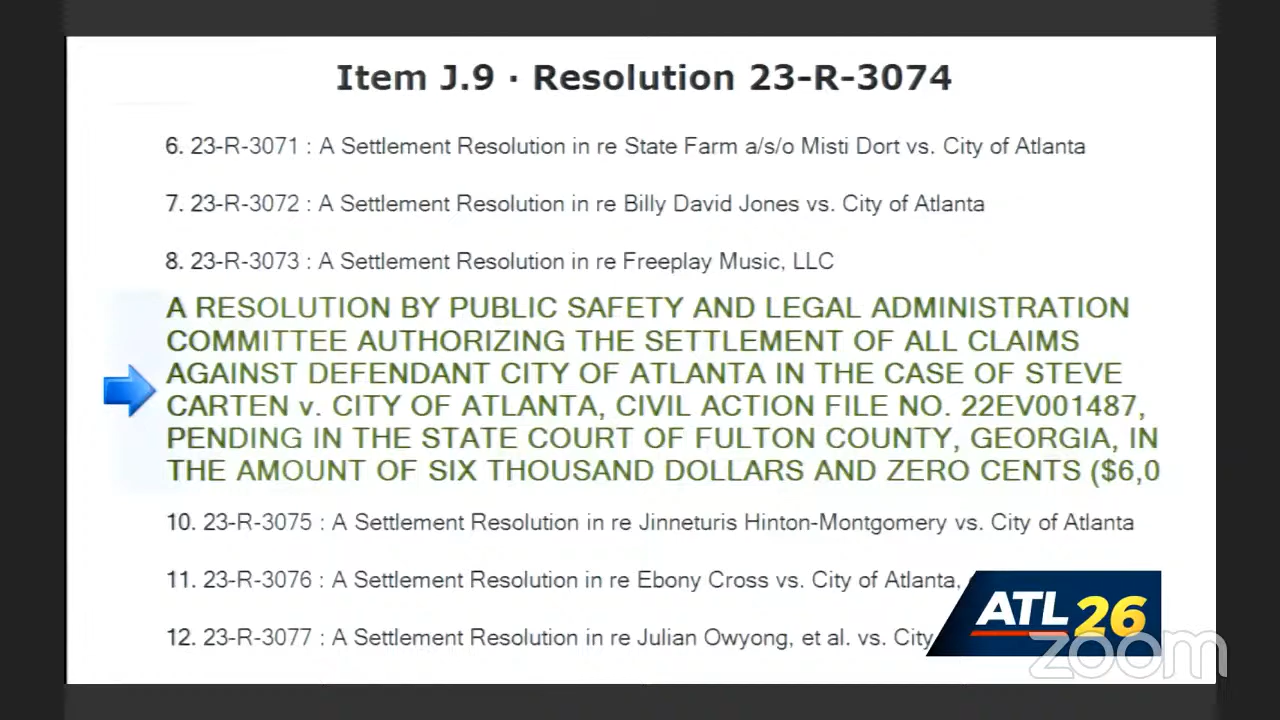 Item J.9 · Resolution 23-R-3074
6. 23-R-3071 : A Settlement Resolution in re State Farm a/s/o Misti Dort vs. City of Atlanta
7. 23-R-3072 : A Settlement Resolution in re Billy David Jones vs. City of Atlanta
8. 23-R-3073 : A Settlement Resolution in re Freeplay Music, LLC
A RESOLUTION BY PUBLIC SAFETY AND LEGAL ADMINISTRATION
COMMITTEE AUTHORIZING THE SETTLEMENT OF ALL CLAIMS
AGAINST DEFENDANT CITY OF ATLANTA IN THE CASE OF STEVE
CARTEN v. CITY OF ATLANTA, CIVIL ACTION FILE NO. 22EV001487,
PENDING IN THE STATE COURT OF FULTON COUNTY, GEORGIA, IN
THE AMOUNT OF SIX THOUSAND DOLLARS AND ZERO CENTS ($6,0
10. 23-R-3075 : A Settlement Resolution in re Jinneturis Hinton-Montgomery vs. City of Atlanta
11. 23-R-3076 : A Settlement Resolution in re Ebony Cross vs. City of Atlanta,
12. 23-R-3077 : A Settlement Resolution in re Julian Owyong, et al. vs. City
ATL 26
zoom